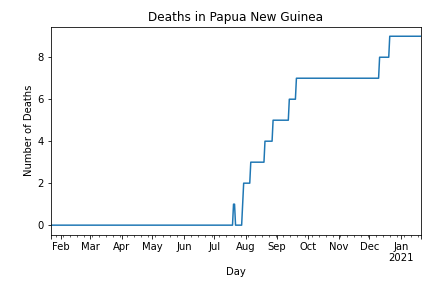 Deaths in Papua New Guinea
Number of Deaths
8
6
4
2
0
Feb Mar Apr May Jun Jul Aug Sep Oct Nov Dec Jan
2021
Day